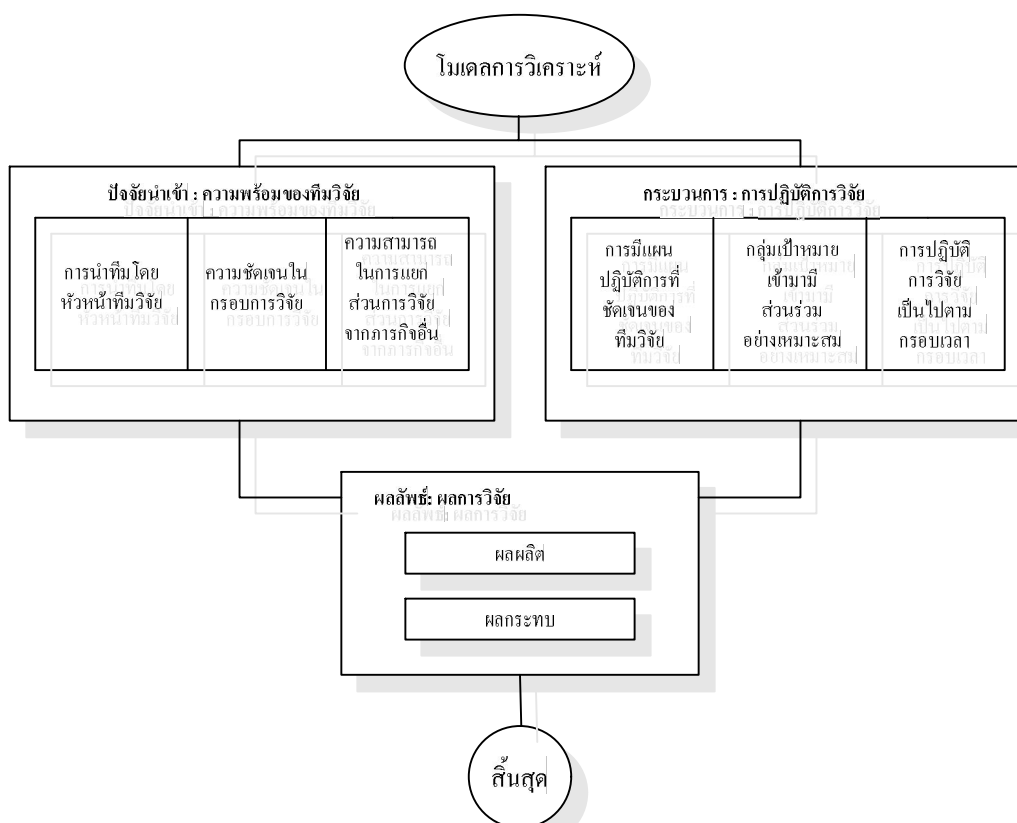 โมเดลการวิเคราะห์
ปัจจัยนำเข้า : ความพร้อมของทีมวิจัย
การนำทีมโดย
หัวหน้าทีมวิจัย
ความชัดเจนใน
กรอบการวิจัย
ความสามารถ
ในการแยก
ส่วนการวิจัย
จากภารกิจอื่น
กระบวนการ : การปฏิบัติการวิจัย
การมีแผน
ปฏิบัติการที่
ชัดเจนของ
ทีมวิจัย
กลุ่มเป้าหมาย
เข้ามามี
ส่วนร่วม
อย่างเหมาะสม
การปฏิบัติ
การวิจัย
เป็นไปตาม
กรอบเวลา
ผลลัพธ์: ผลการวิจัย
ผลผลิต
ผลกระทบ
สิ้นสุด